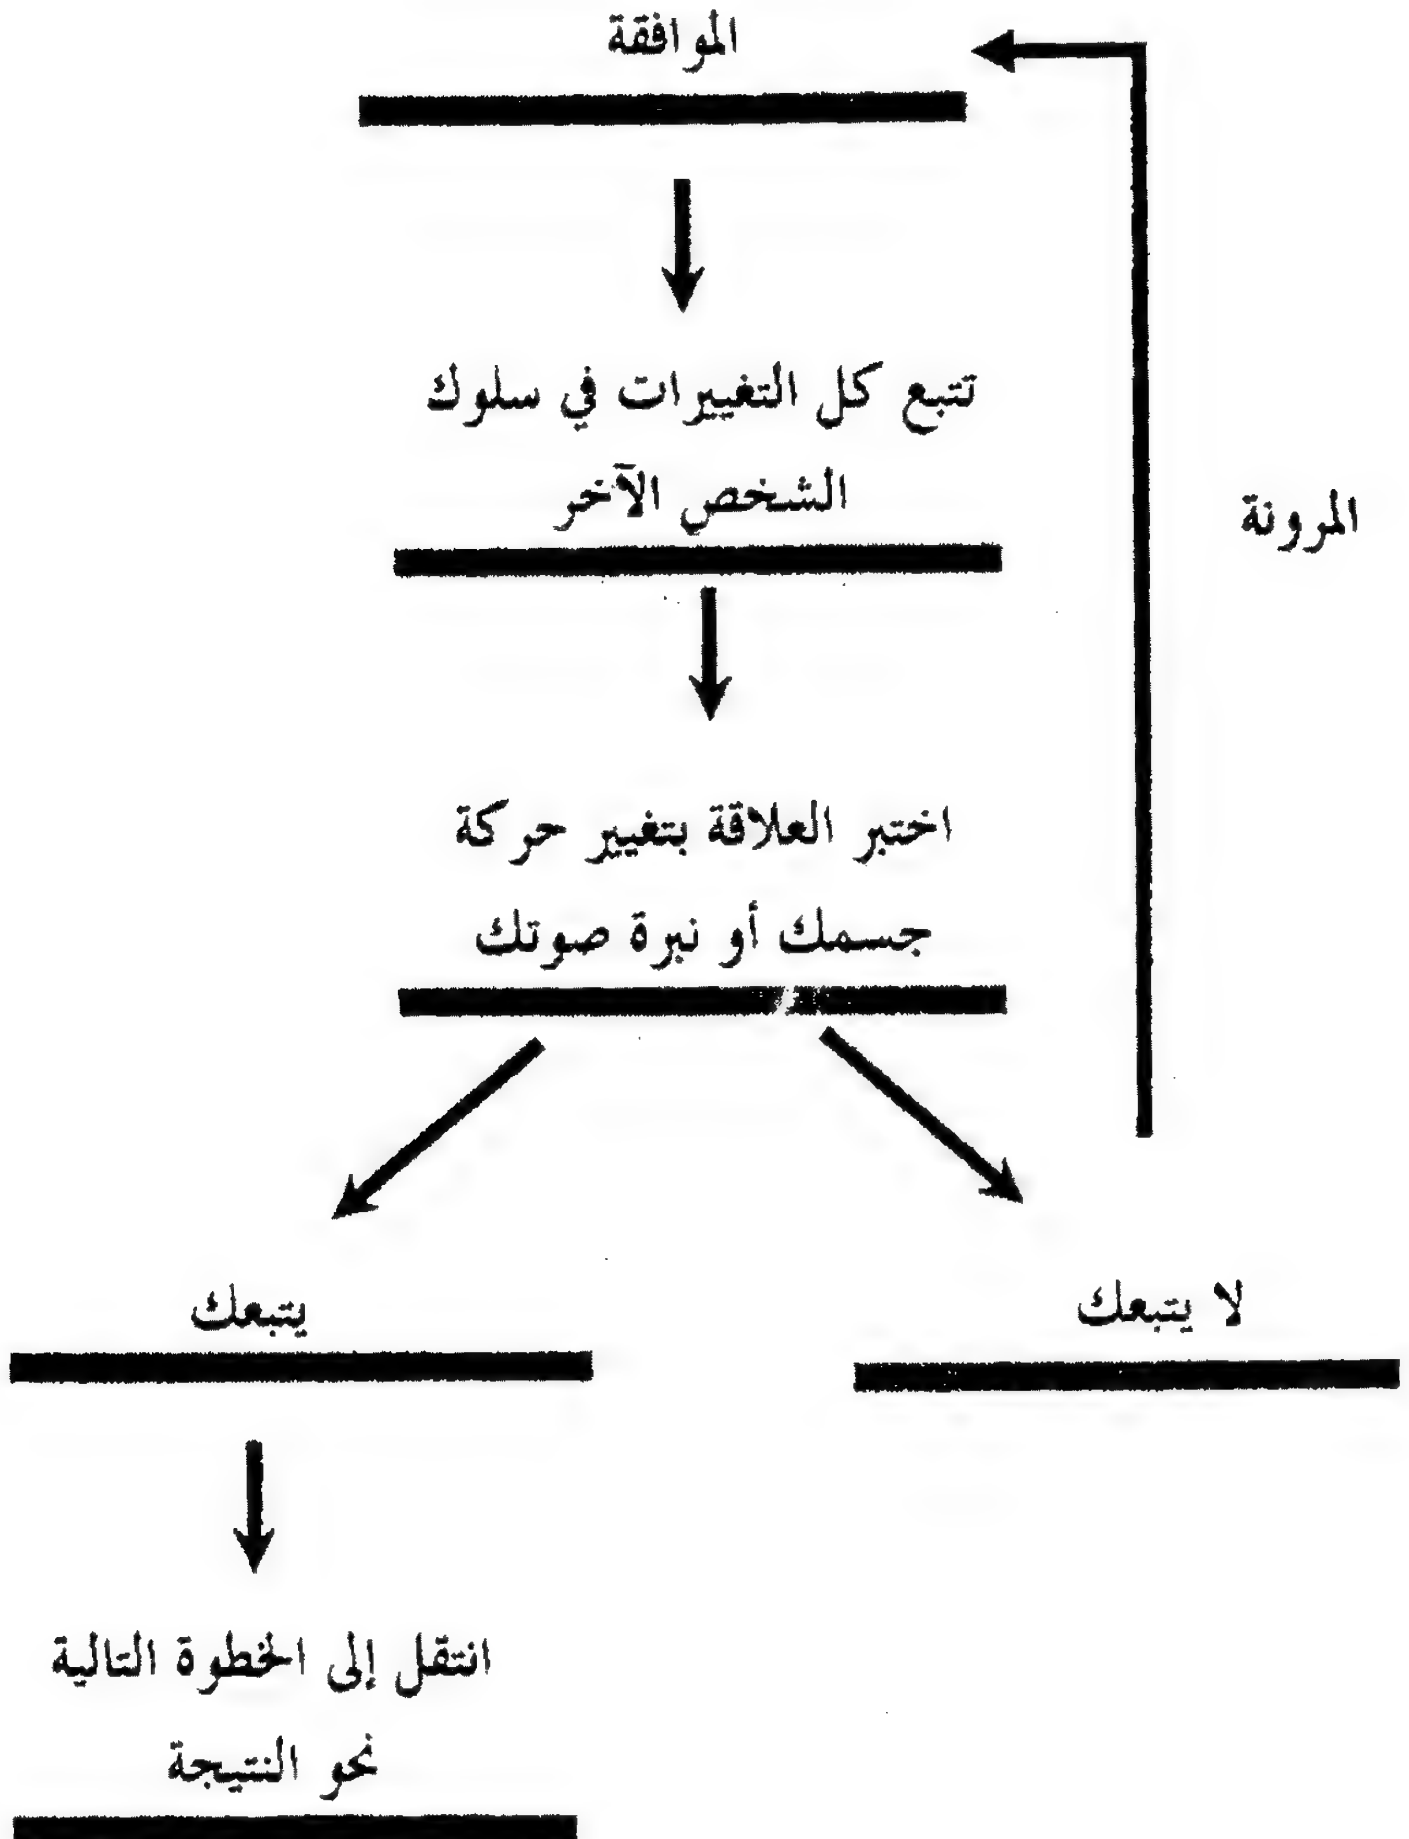 الموافقة
تتبع كل التغييرات في سلوك
الشخص الآخر
المرونة
اختبر العلاقة بتغيير حركة
جسمك أو نبرة صوتك
لا يتبعك
يتبعك
انتقل إلى الخطوة التالية
نحو النتيجة